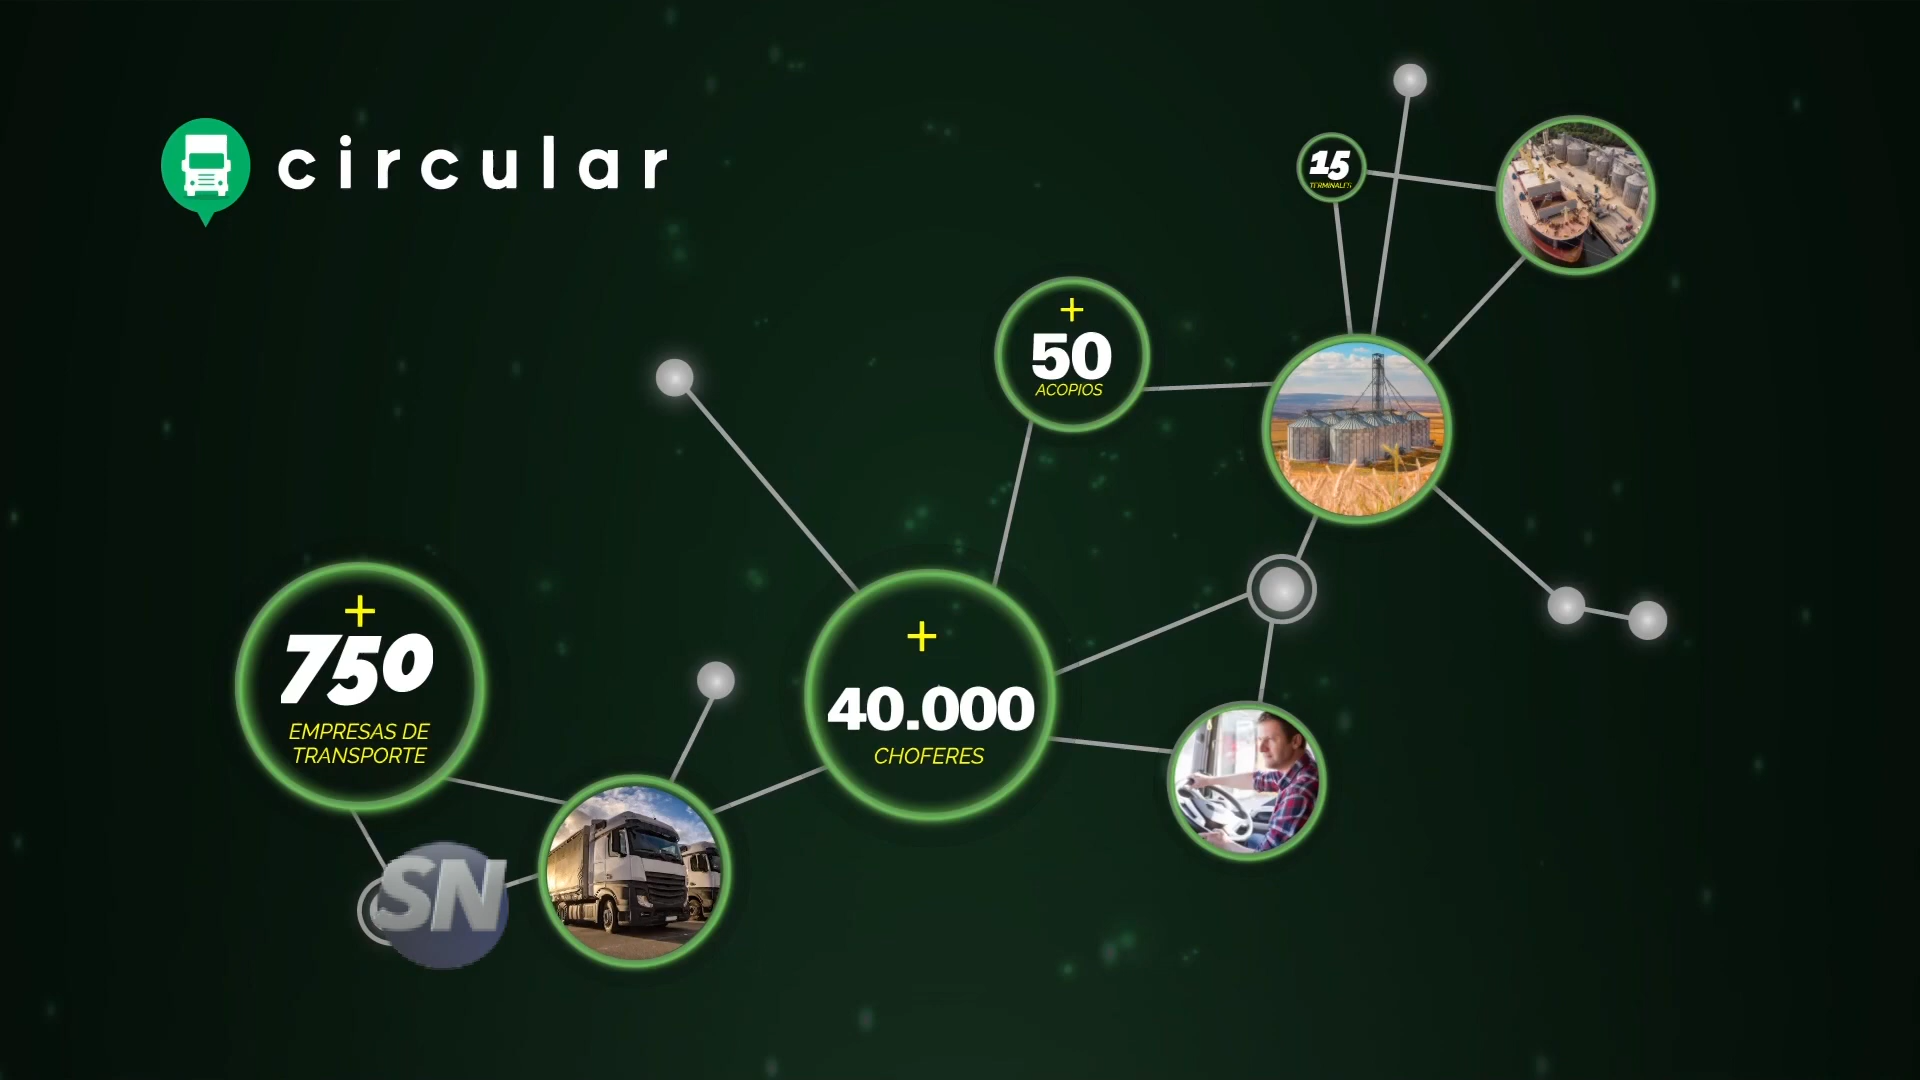 circular
15
TERMINALES
+
50
ACOPIOS
+
750
EMPRESAS DE
TRANSPORTE
+
40.000
CHOFERES
SN